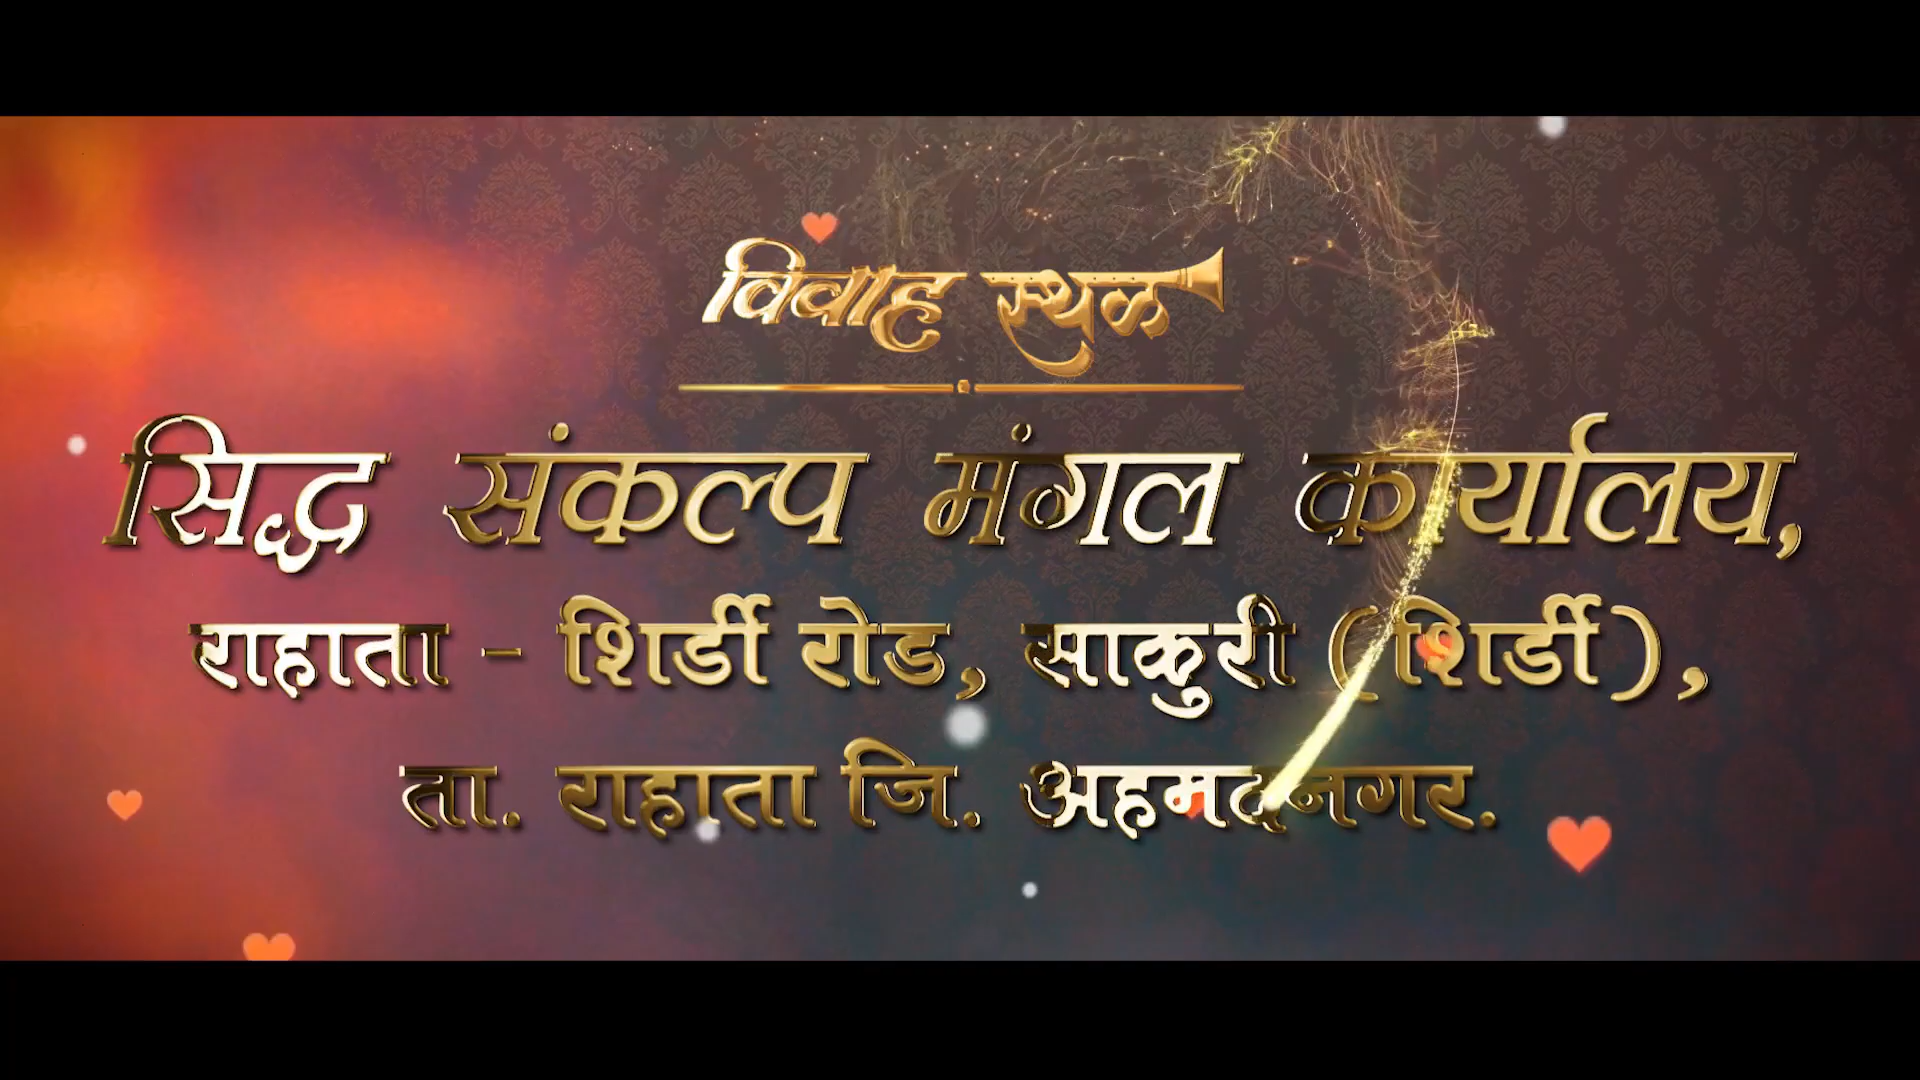 विवाह स्थळ
सिद्ध संकल्प मंगल कार्यालय,
राहाता - शिर्डी रोड, साकुरी (शिर्डी),
ता. राहाता जि. अहमदनगर.